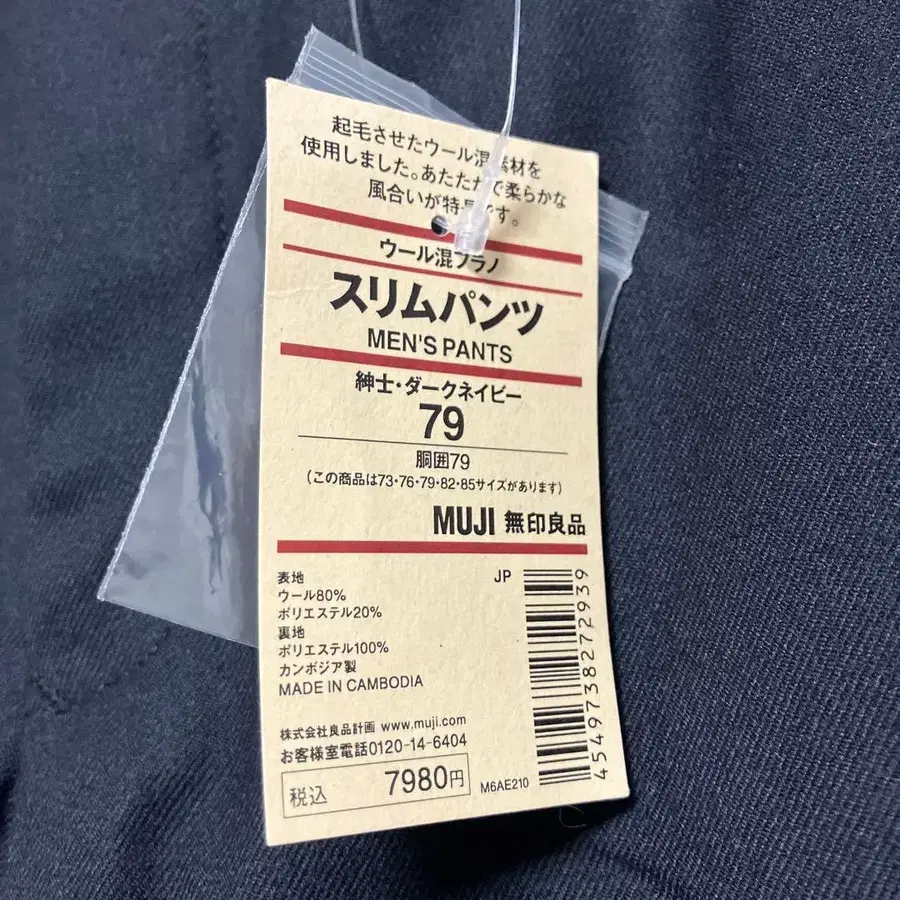 起毛させたウール混素材を
使用しました。あたたかで柔らかな
風合いが特長です。
ウール混フラノ
スリムパンツ
MEN'S PANTS
紳士・ダークネイビー
79
胴囲79
(この商品は73・76・79・82・85サイズがあります)
MUJI 無印良品
表地
ウール80%
ポリエステル20%
裏地
ポリエステル100%
カンボジア製
MADE IN CAMBODIA
株式会社良品計画 www.muji.com
お客様室電話0120-14-6404
税込 7980円
JP
4549738272939
M6AE210